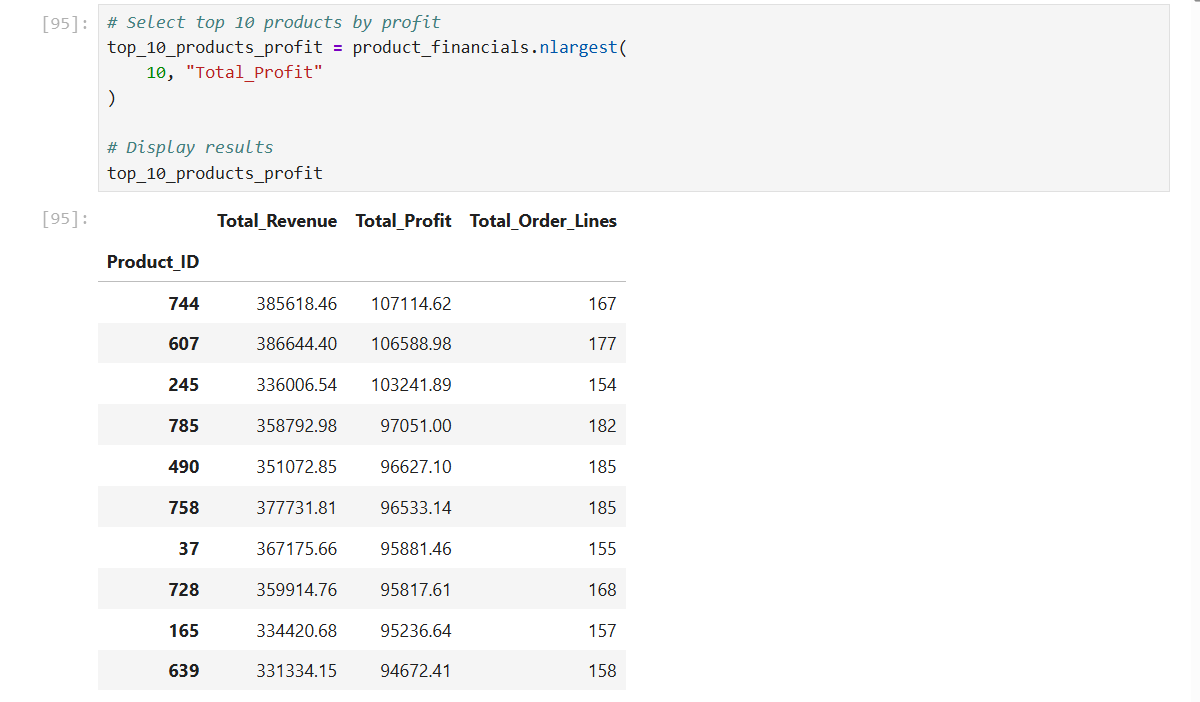 [95]: # Select top 10 products by profit
top_10_products_profit = product_financials.nlargest(
    10, "Total_Profit"
)
# Display results
top_10_products_profit
[95]: Total_Revenue Total_Profit Total_Order_Lines
Product_ID
744 385618.46 107114.62 167
607 386644.40 106588.98 177
245 336006.54 103241.89 154
785 358792.98 97051.00 182
490 351072.85 96627.10 185
758 377731.81 96533.14 185
37 367175.66 95881.46 155
728 359914.76 95817.61 168
165 334420.68 95236.64 157
639 331334.15 94672.41 158